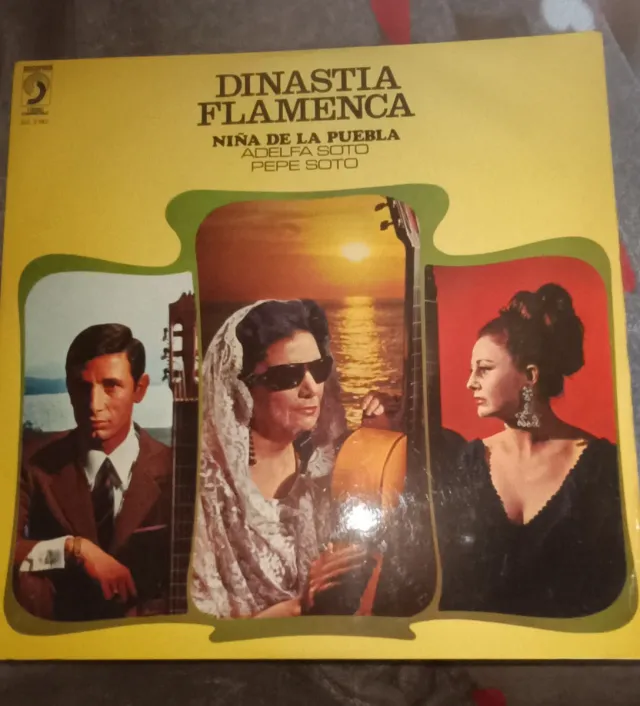 DINASTIA
FLAMENCA
NIÑA DE LA PUEBLA
ADELFA SOTO
PEPE SOTO